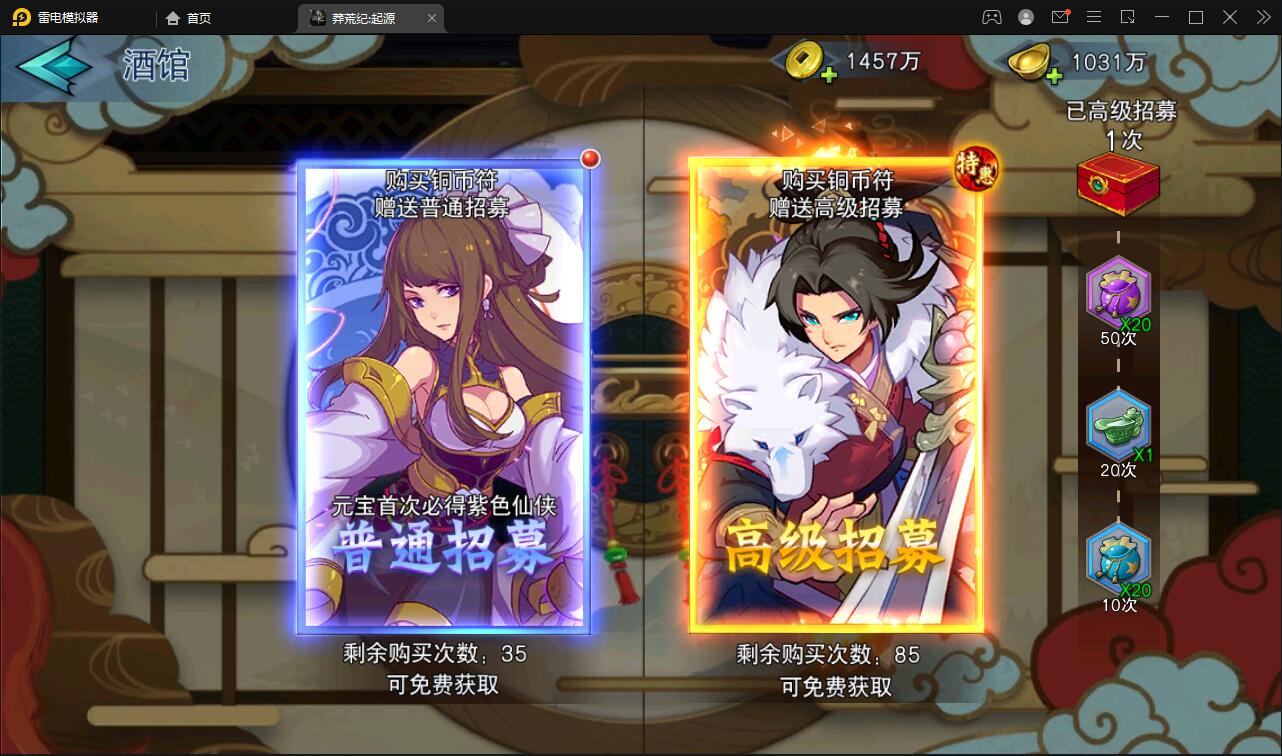 雷电模拟器
首页
莽荒纪:起源
酒馆
1457万
1031万
已高级招募
1次
购买铜币符
赠送普通招募
元宝首次必得紫色仙侠
普通招募
剩余购买次数：35
可免费获取
特惠
购买铜币符
赠送高级招募
高级招募
剩余购买次数：85
可免费获取
X20
50次
X1
20次
X20
10次